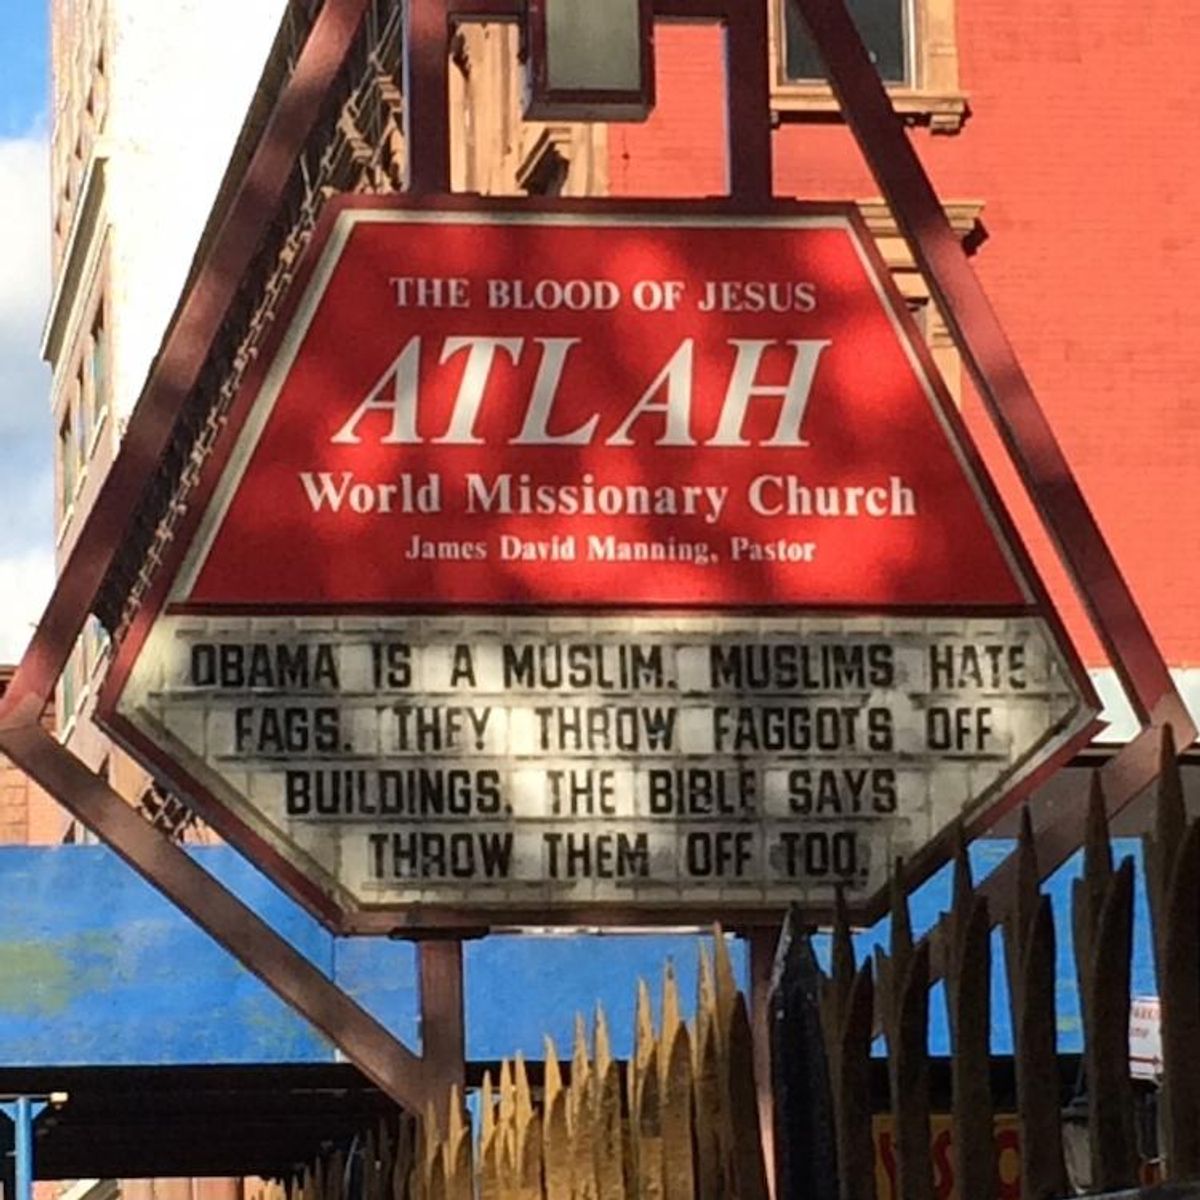 THE BLOOD OF JESUS
ATLAH
World Missionary Church
James David Manning, Pastor
OBAMA IS A MUSLIM. MUSLIMS HATE
FAGS. THEY THROW FAGGOTS OFF
BUILDINGS. THE BIBLE SAYS
THROW THEM OFF TOO.